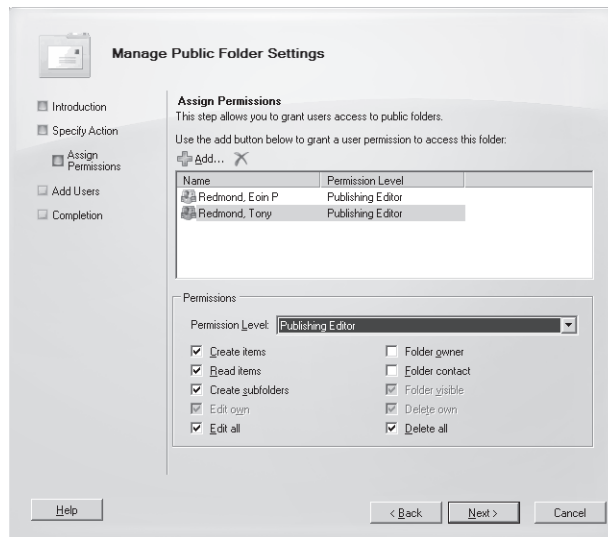 Manage Public Folder Settings
Introduction
Specify Action
Assign
Permissions
Add Users
Completion
Assign Permissions
This step allows you to grant users access to public folders.
Use the add button below to grant a user permission to access this folder:
Add...
Name Permission Level
Redmond, Eoin P Publishing Editor
Redmond, Tony Publishing Editor
Permissions
Permission Level: Publishing Editor
Create items Folder owner
Read items Folder contact
Create subfolders Folder visible
Edit own Delete own
Edit all Delete all
Help < Back Next > Cancel